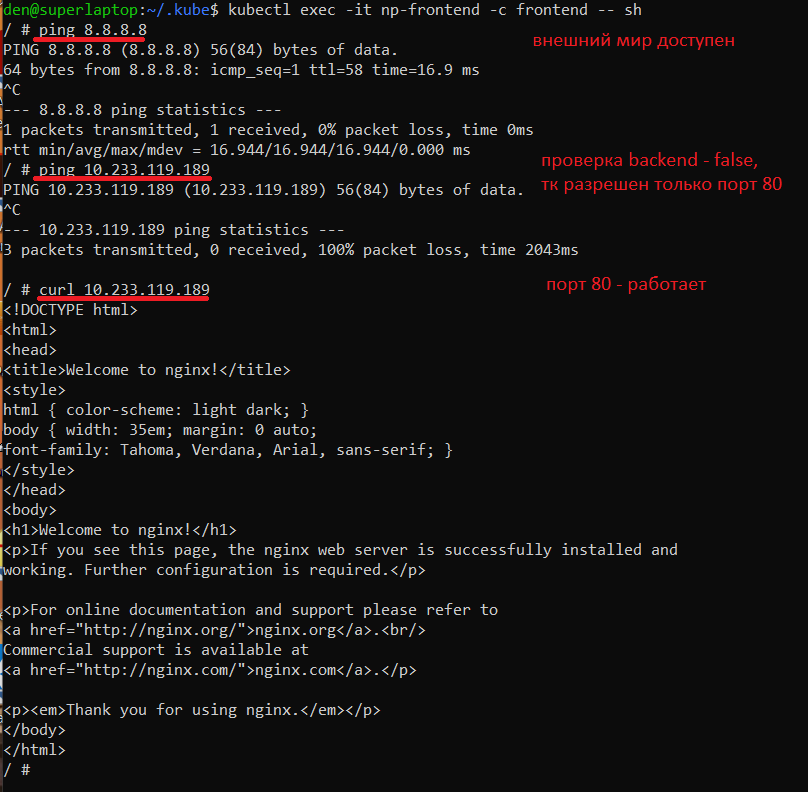 den@superlaptop:~/.kube$ kubectl exec -it np-frontend -c frontend -- sh
/ # ping 8.8.8.8
внешний мир доступен
PING 8.8.8.8 (8.8.8.8) 56(84) bytes of data.
64 bytes from 8.8.8.8: icmp_seq=1 ttl=58 time=16.9 ms
^C
--- 8.8.8.8 ping statistics ---
1 packets transmitted, 1 received, 0% packet loss, time 0ms
rtt min/avg/max/mdev = 16.944/16.944/16.944/0.000 ms
/ # ping 10.233.119.189
проверка backend - false,
тк разрешен только порт 80
PING 10.233.119.189 (10.233.119.189) 56(84) bytes of data.
^C
--- 10.233.119.189 ping statistics ---
3 packets transmitted, 0 received, 100% packet loss, time 2043ms
/ # curl 10.233.119.189
порт 80 - работает
<!DOCTYPE html>
<html>
<head>
<title>Welcome to nginx!</title>
<style>
html { color-scheme: light dark; }
body { width: 35em; margin: 0 auto;
font-family: Tahoma, Verdana, Arial, sans-serif; }
</style>
</head>
<body>
<h1>Welcome to nginx!</h1>
<p>If you see this page, the nginx web server is successfully installed and
working. Further configuration is required.</p>
<p>For online documentation and support please refer to
<a href="http://nginx.org/">nginx.org</a>.<br/>
Commercial support is available at
<a href="http://nginx.com/">nginx.com</a>.</p>
<p><em>Thank you for using nginx.</em></p>
</body>
</html>
/ #